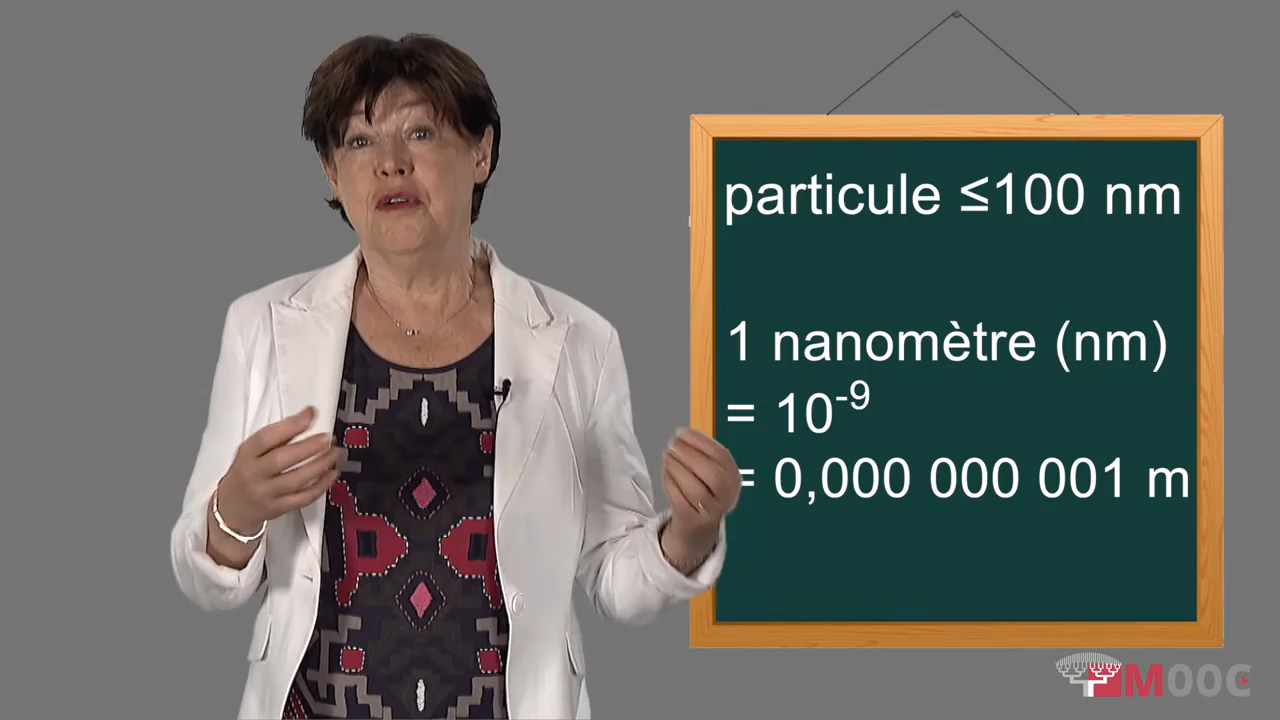 particule ≤100 nm
1 nanomètre (nm)
= 10⁻⁹
= 0,000 000 001 m
MOOC